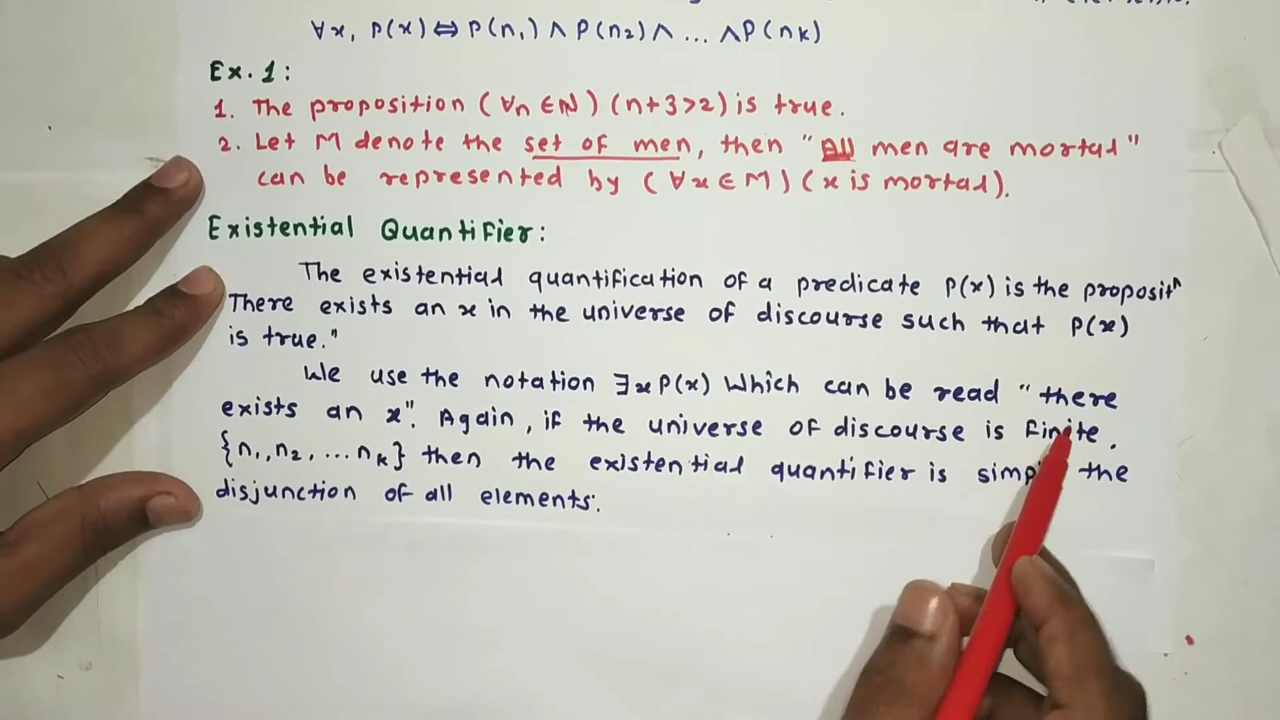 ∀x, P(x) ⇔ P(n₁) ∧ P(n₂) ∧ ... ∧P(nₖ)
Ex. 1:
1. The proposition (∀n ∈ N) (n+3>2) is true.
2. Let M denote the set of men, then "All men are mortal"
can be represented by (∀x ∈ M) (x is mortal).
Existential Quantifier:
The existential quantification of a predicate P(x) is the propositⁿ
"There exists an x in the universe of discourse such that P(x)
is true."
We use the notation ∃x P(x) Which can be read "there
exists an x". Again, if the universe of discourse is finite.
{n₁, n₂, ... nₖ} then the existential quantifier is the
disjunction of all elements: